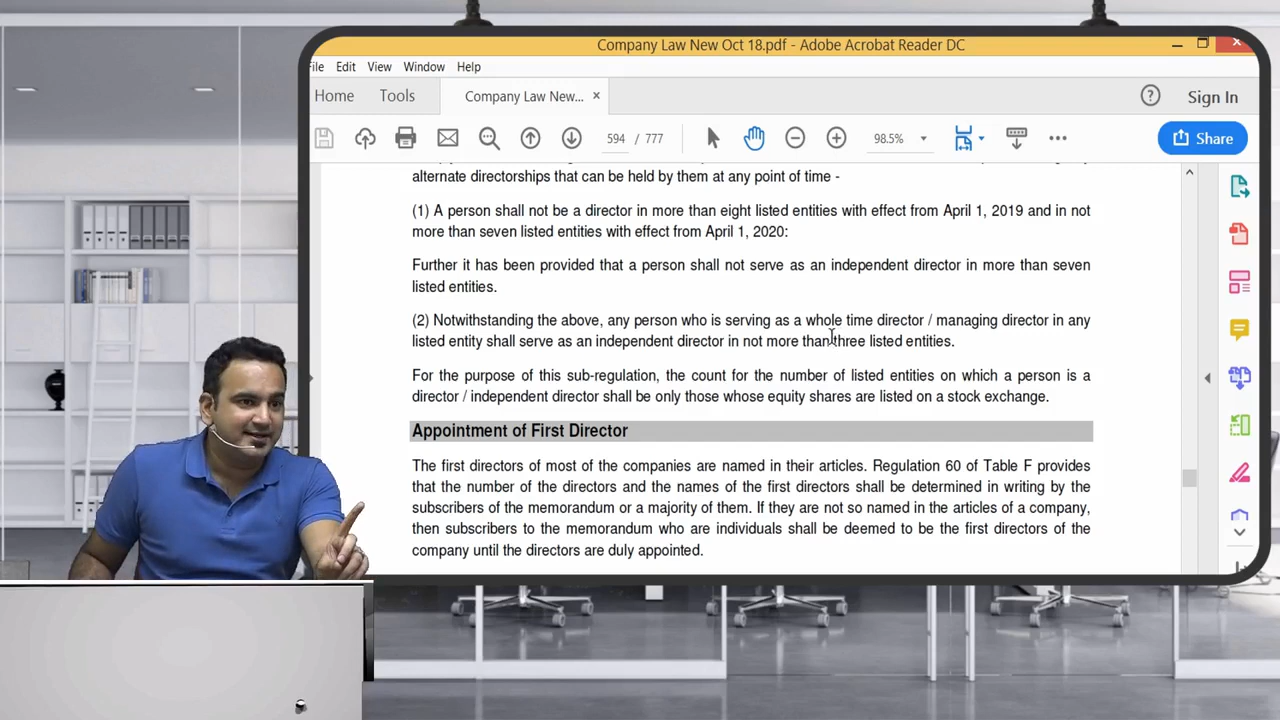 Company Law New Oct 18.pdf - Adobe Acrobat Reader DC
File Edit View Window Help
Home Tools Company Law New... × Sign In
594 / 777 98.5% Share
alternate directorships that can be held by them at any point of time -
(1) A person shall not be a director in more than eight listed entities with effect from April 1, 2019 and in not
more than seven listed entities with effect from April 1, 2020:
Further it has been provided that a person shall not serve as an independent director in more than seven
listed entities.
(2) Notwithstanding the above, any person who is serving as a whole time director / managing director in any
listed entity shall serve as an independent director in not more than three listed entities.
For the purpose of this sub-regulation, the count for the number of listed entities on which a person is a
director / independent director shall be only those whose equity shares are listed on a stock exchange.
Appointment of First Director
The first directors of most of the companies are named in their articles. Regulation 60 of Table F provides
that the number of the directors and the names of the first directors shall be determined in writing by the
subscribers of the memorandum or a majority of them. If they are not so named in the articles of a company,
then subscribers to the memorandum who are individuals shall be deemed to be the first directors of the
company until the directors are duly appointed.